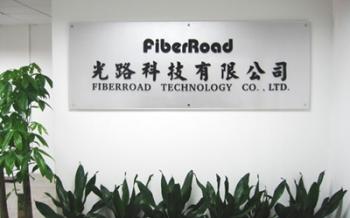 FiberRoad
光路科技有限公司
FIBERROAD TECHNOLOGY CO.,LTD.